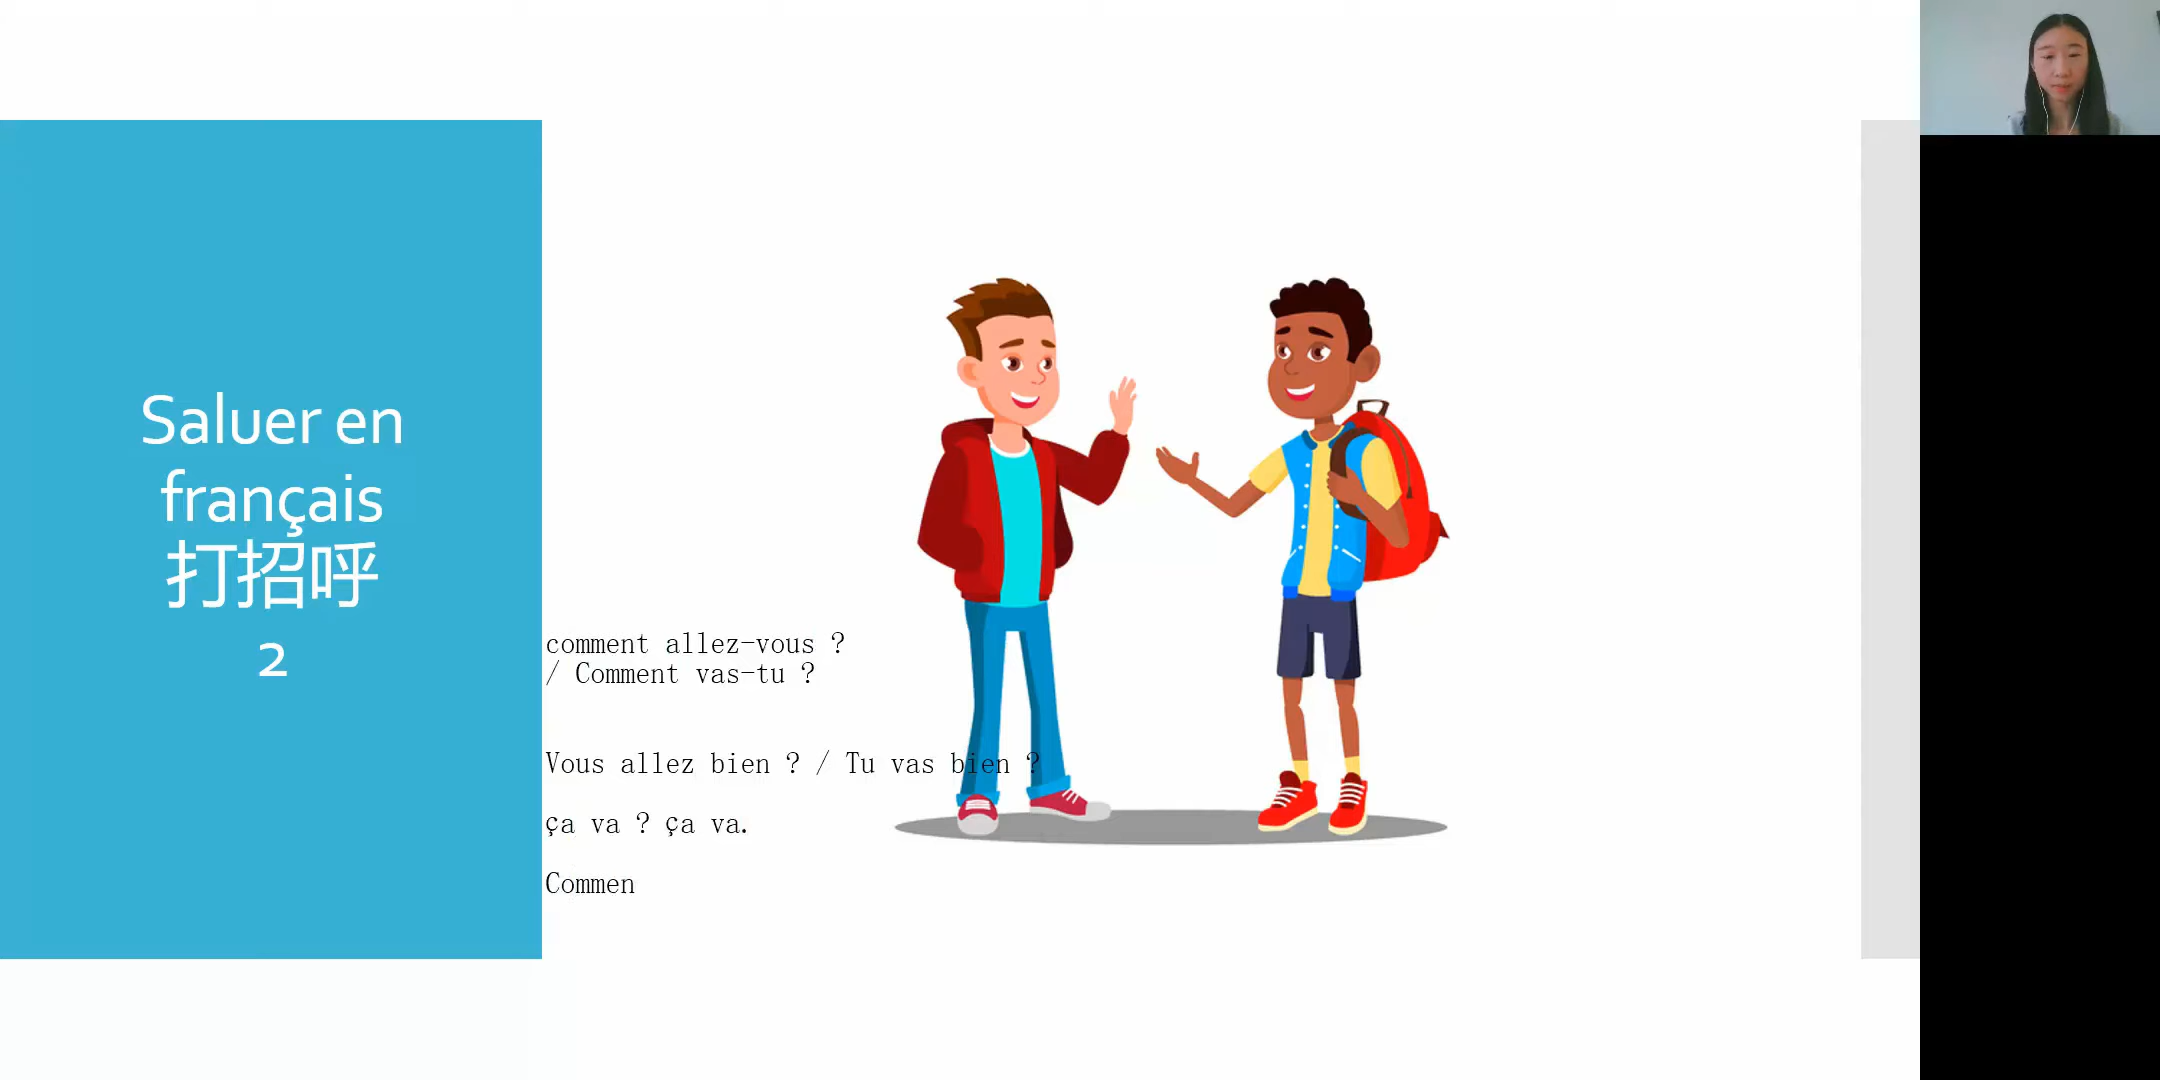 Saluer en
français
打招呼
2
comment allez-vous ?
/ Comment vas-tu ?
Vous allez bien ? / Tu vas bien ?
ça va ? ça va.
Commen